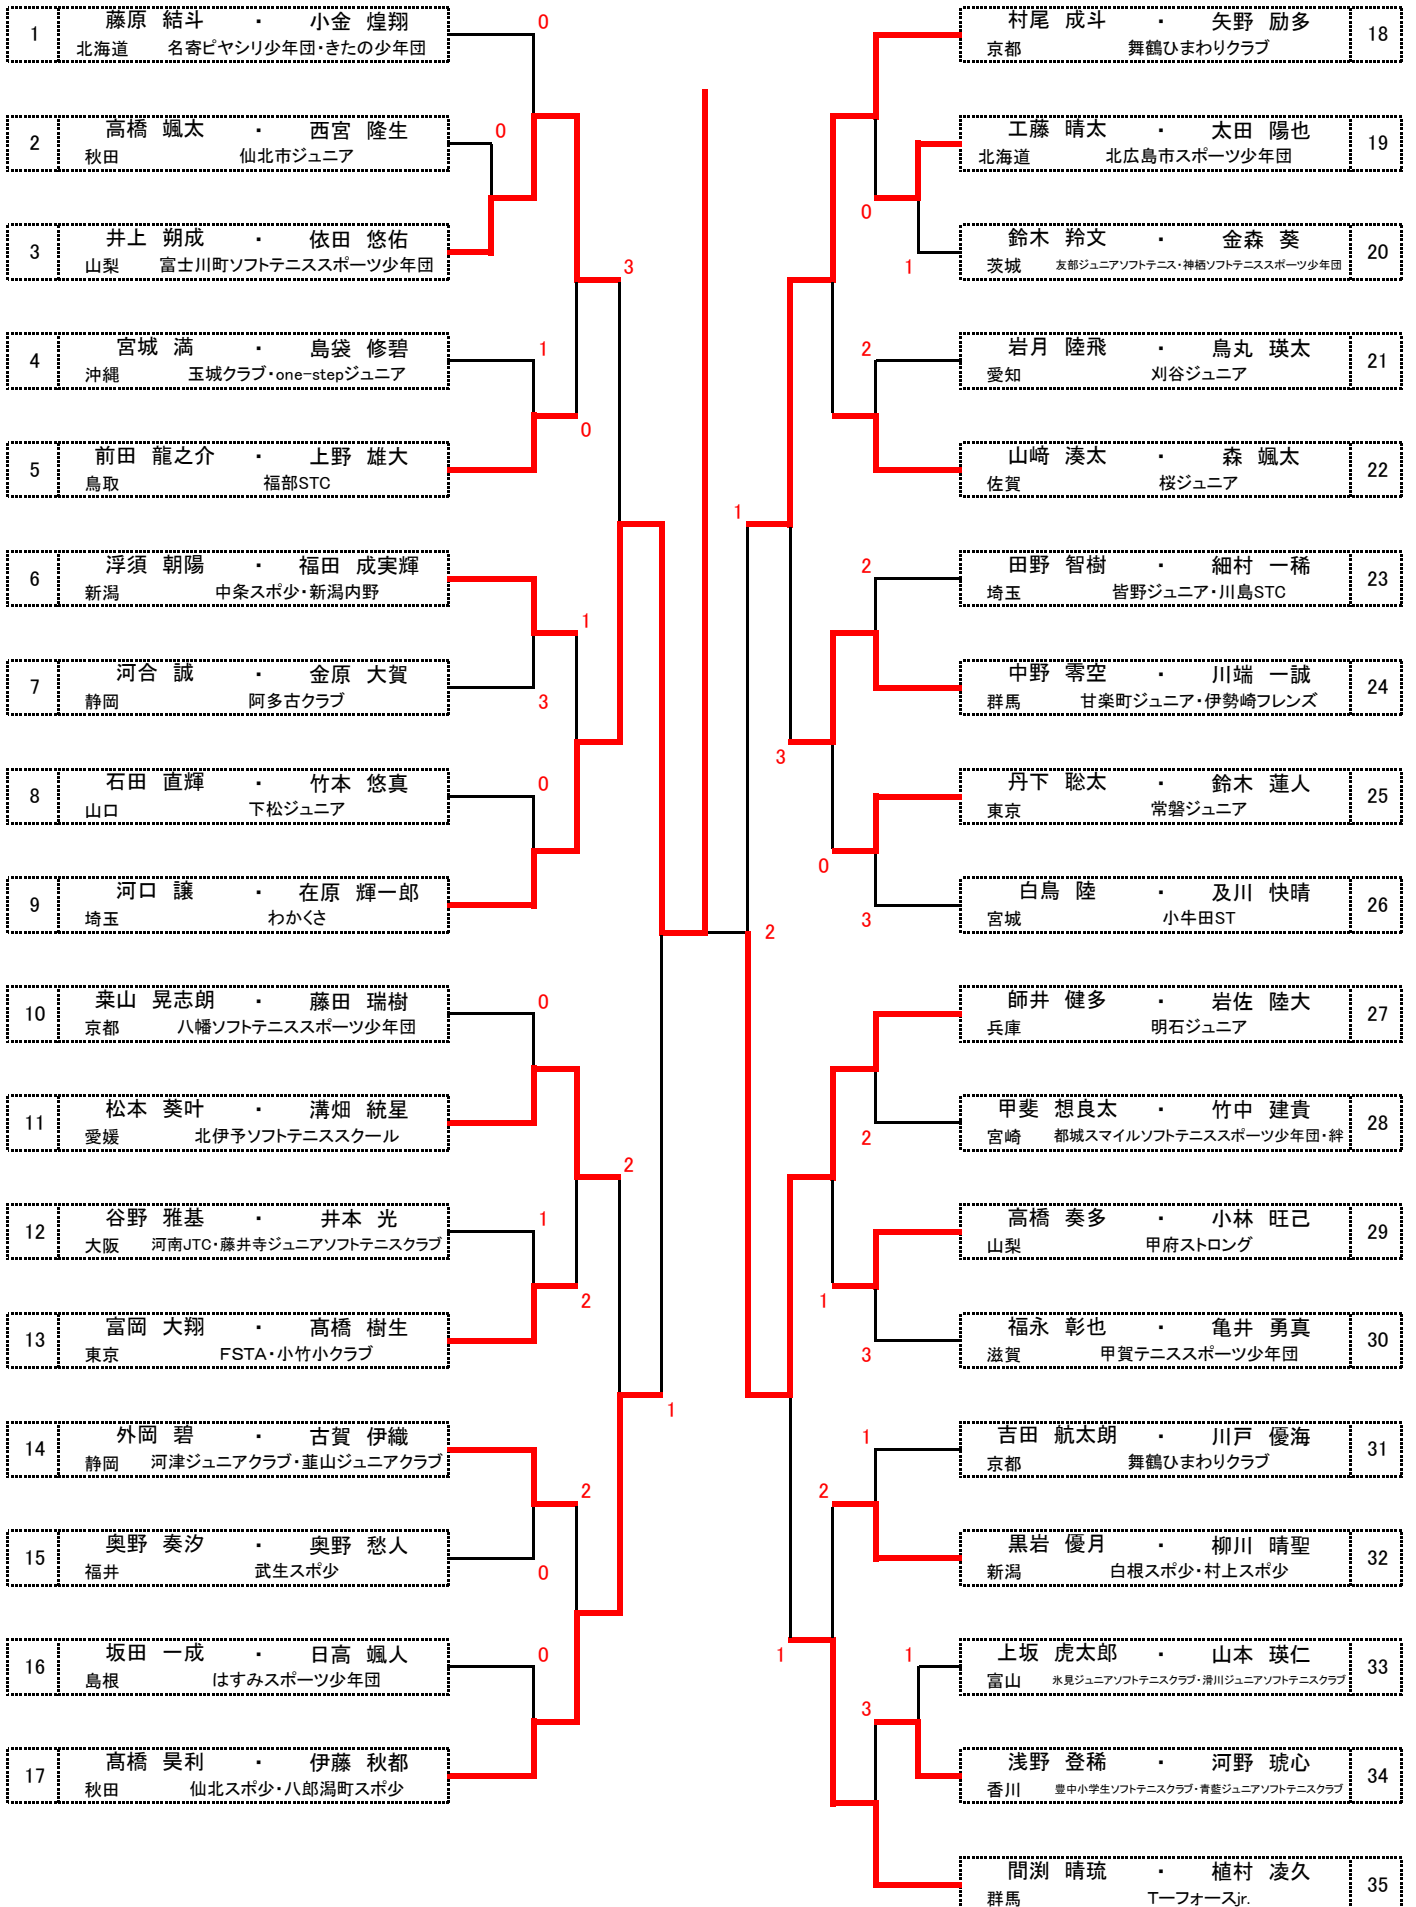 1 藤原 結斗 ・ 小金 煌翔
北海道 名寄ピヤシリ少年団・きたの少年団
0
2 高橋 颯太 ・ 西宮 隆生
秋田 仙北市ジュニア
0
3 井上 朔成 ・ 依田 悠佑
山梨 富士川町ソフトテニススポーツ少年団
3
4 宮城 満 ・ 島袋 修碧
沖縄 玉城クラブ・one-stepジュニア
1
0
5 前田 龍之介 ・ 上野 雄大
鳥取 福部STC
6 浮須 朝陽 ・ 福田 成実輝
新潟 中条スポ少・新潟内野
1
7 河合 誠 ・ 金原 大賀
静岡 阿多古クラブ
3
8 石田 直輝 ・ 竹本 悠真
山口 下松ジュニア
0
9 河口 譲 ・ 在原 輝一郎
埼玉 わかくさ
10 葉山 晃志朗 ・ 藤田 瑞樹
京都 八幡ソフトテニススポーツ少年団
0
11 松本 葵叶 ・ 溝畑 統星
愛媛 北伊予ソフトテニススクール
2
12 谷野 雅基 ・ 井本 光
大阪 河南JTC・藤井寺ジュニアソフトテニスクラブ
1
2
13 富岡 大翔 ・ 髙橋 樹生
東京 FSTA・小竹小クラブ
1
14 外岡 碧 ・ 古賀 伊織
静岡 河津ジュニアクラブ・韮山ジュニアクラブ
2
15 奥野 奏汐 ・ 奥野 愁人
福井 武生スポ少
0
16 坂田 一成 ・ 日高 颯人
島根 はすみスポーツ少年団
0
17 髙橋 昊利 ・ 伊藤 秋都
秋田 仙北スポ少・八郎潟町スポ少
村尾 成斗 ・ 矢野 励多 18
京都 舞鶴ひまわりクラブ
工藤 晴太 ・ 太田 陽也 19
北海道 北広島市スポーツ少年団
0
鈴木 羚文 ・ 金森 葵 20
茨城 友部ジュニアソフトテニス・神栖ソフトテニススポーツ少年団
1
岩月 陸飛 ・ 鳥丸 瑛太 21
愛知 刈谷ジュニア
2
山﨑 湊太 ・ 森 颯太 22
佐賀 桜ジュニア
1
田野 智樹 ・ 細村 一稀 23
埼玉 皆野ジュニア・川島STC
2
中野 零空 ・ 川端 一誠 24
群馬 甘楽町ジュニア・伊勢崎フレンズ
3
丹下 聡太 ・ 鈴木 蓮人 25
東京 常磐ジュニア
0
白鳥 陸 ・ 及川 快晴 26
宮城 小牛田ST
3
2
師井 健多 ・ 岩佐 陸大 27
兵庫 明石ジュニア
甲斐 想良太 ・ 竹中 建貴 28
宮崎 都城スマイルソフトテニススポーツ少年団・絆
2
高橋 奏多 ・ 小林 旺己 29
山梨 甲府ストロング
1
福永 彰也 ・ 亀井 勇真 30
滋賀 甲賀テニススポーツ少年団
3
吉田 航太朗 ・ 川戸 優海 31
京都 舞鶴ひまわりクラブ
1
2
黒岩 優月 ・ 柳川 晴聖 32
新潟 白根スポ少・村上スポ少
1
上坂 虎太郎 ・ 山本 瑛仁 33
富山 氷見ジュニアソフトテニスクラブ・滑川ジュニアソフトテニスクラブ
1
3
浅野 登稀 ・ 河野 琥心 34
香川 豊中小学生ソフトテニスクラブ・青藍ジュニアソフトテニスクラブ
間渕 晴琉 ・ 植村 凌久 35
群馬 Tーフォースjr.